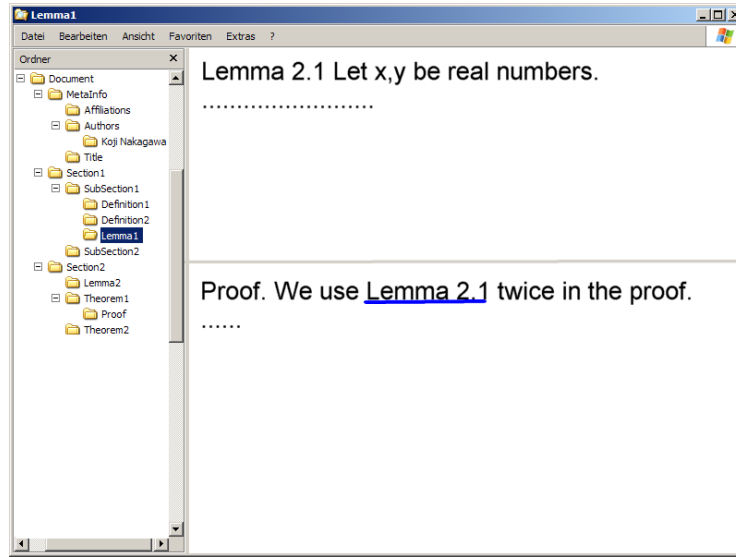 Lemma1
Datei Bearbeiten Ansicht Favoriten Extras ?
Ordner
Document
MetaInfo
Affiliations
Authors
Koji Nakagawa
Title
Section1
SubSection1
Definition1
Definition2
Lemma1
SubSection2
Section2
Lemma2
Theorem1
Proof
Theorem2
Lemma 2.1 Let x,y be real numbers.
.........................
Proof. We use Lemma 2.1 twice in the proof.
......